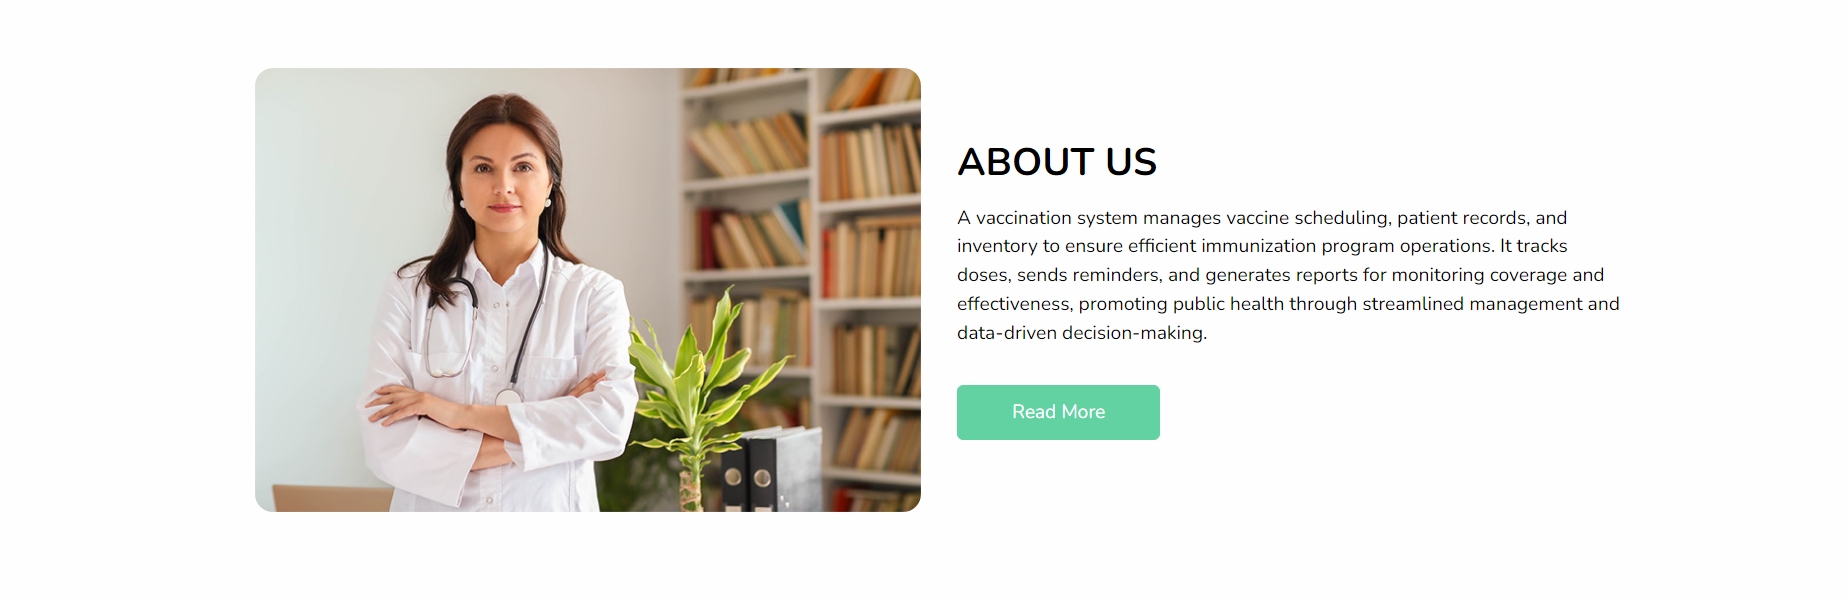 ABOUT US
A vaccination system manages vaccine scheduling, patient records, and
inventory to ensure efficient immunization program operations. It tracks
doses, sends reminders, and generates reports for monitoring coverage and
effectiveness, promoting public health through streamlined management and
data-driven decision-making.
Read More